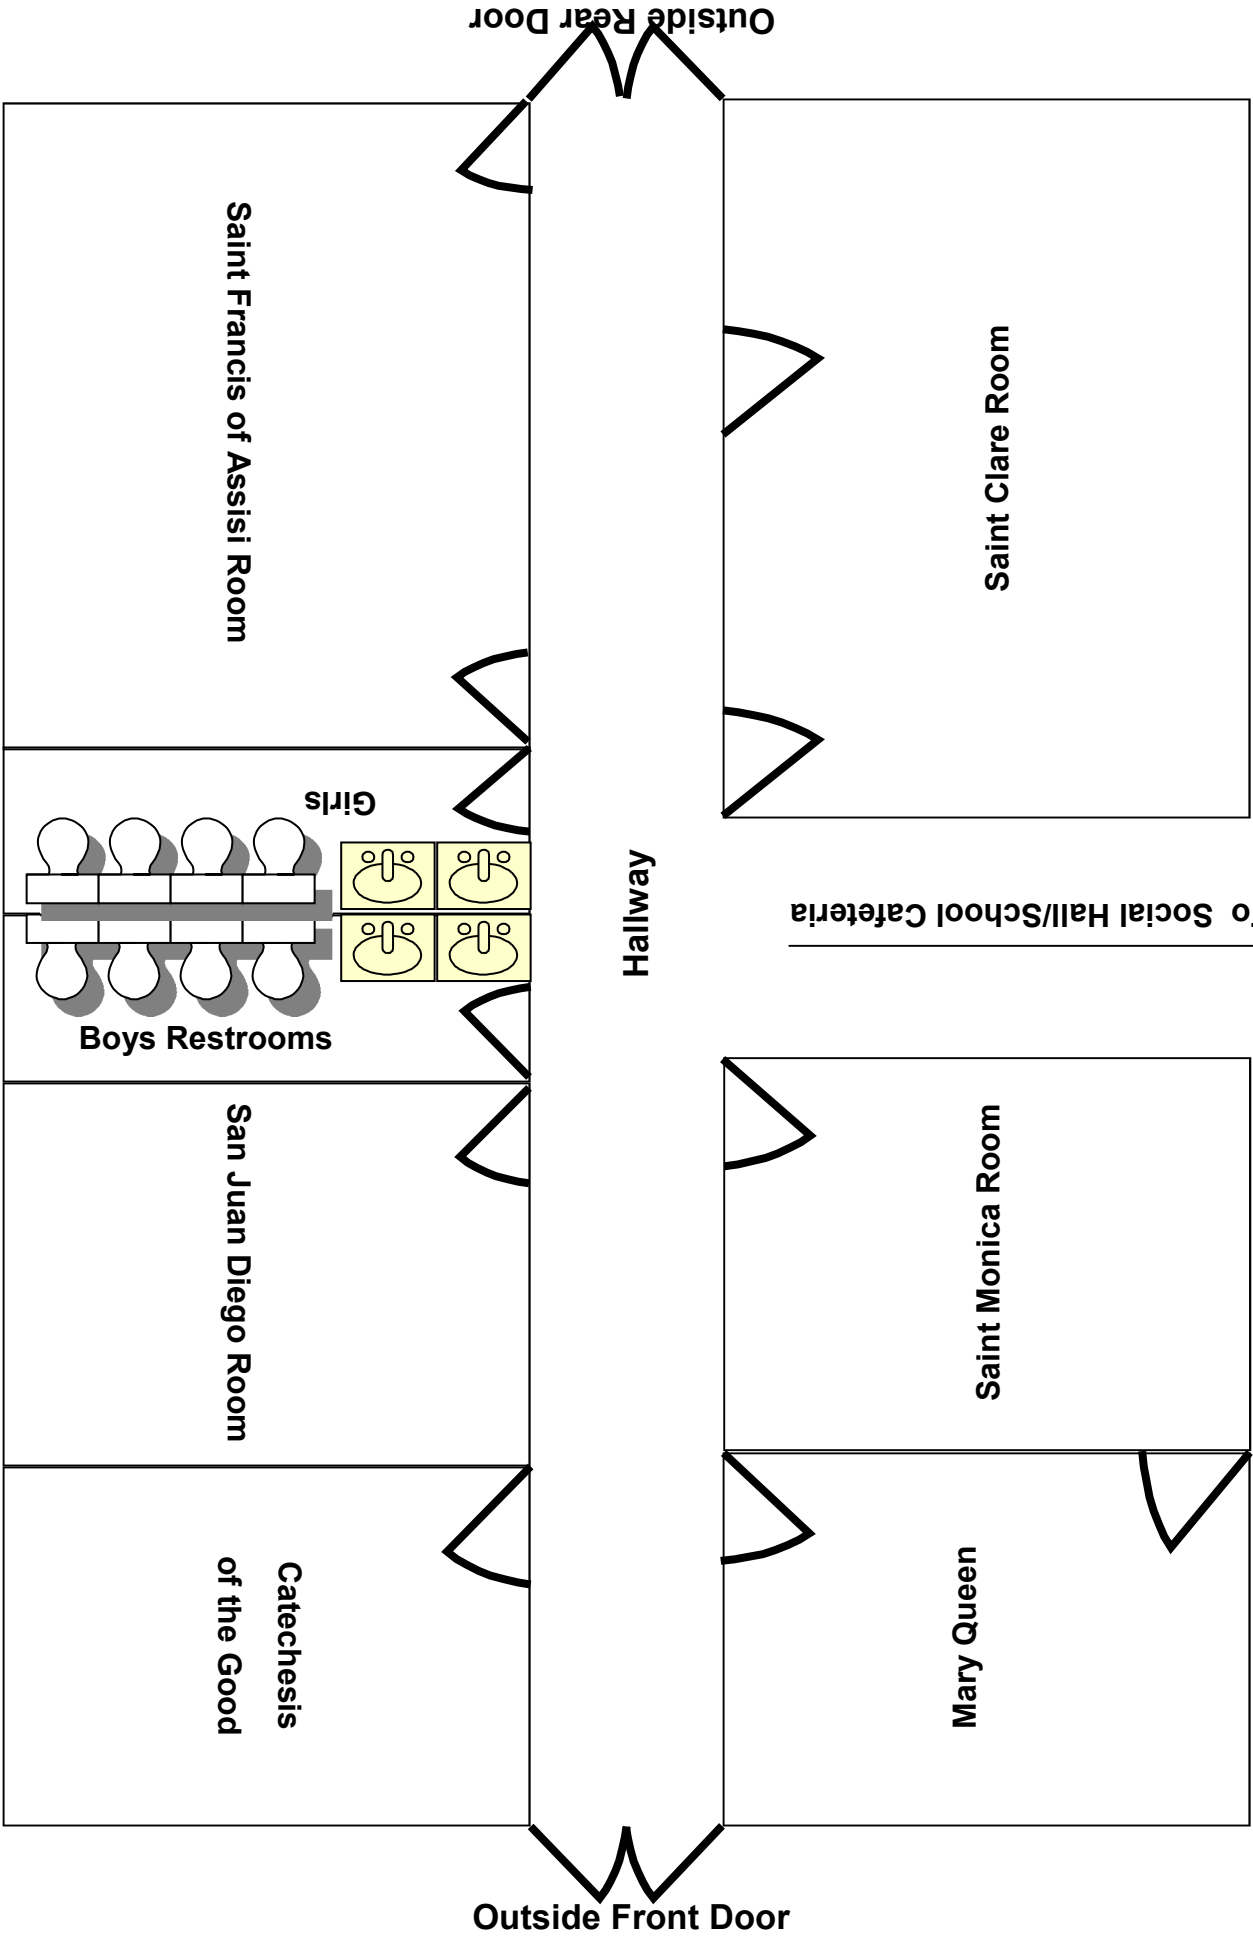 Outside Rear Door
Saint Francis of Assisi Room
Saint Clare Room
Girls
Hallway
o Social Hall/School Cafeteria
Boys Restrooms
San Juan Diego Room
Saint Monica Room
Catechesis
of the Good
Mary Queen
Outside Front Door